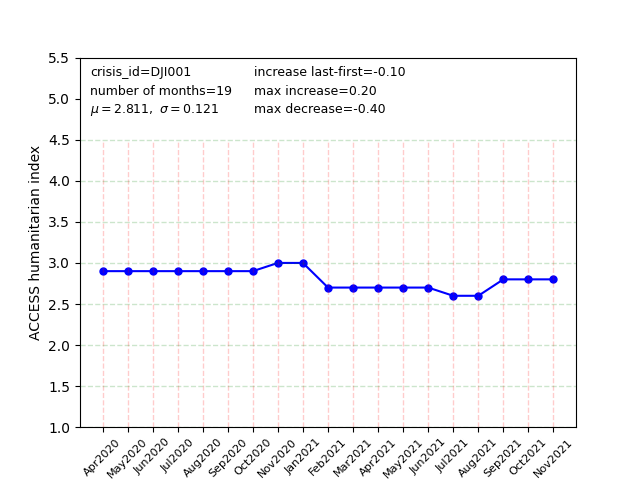 crisis_id=DJI001
number of months=19
μ = 2.811, σ = 0.121
increase last-first=-0.10
max increase=0.20
max decrease=-0.40
ACCESS humanitarian index
5.5
5.0
4.5
4.0
3.5
3.0
2.5
2.0
1.5
1.0
Apr2020
May2020
Jun2020
Jul2020
Aug2020
Sep2020
Oct2020
Nov2020
Jan2021
Feb2021
Mar2021
Apr2021
May2021
Jun2021
Jul2021
Aug2021
Sep2021
Oct2021
Nov2021